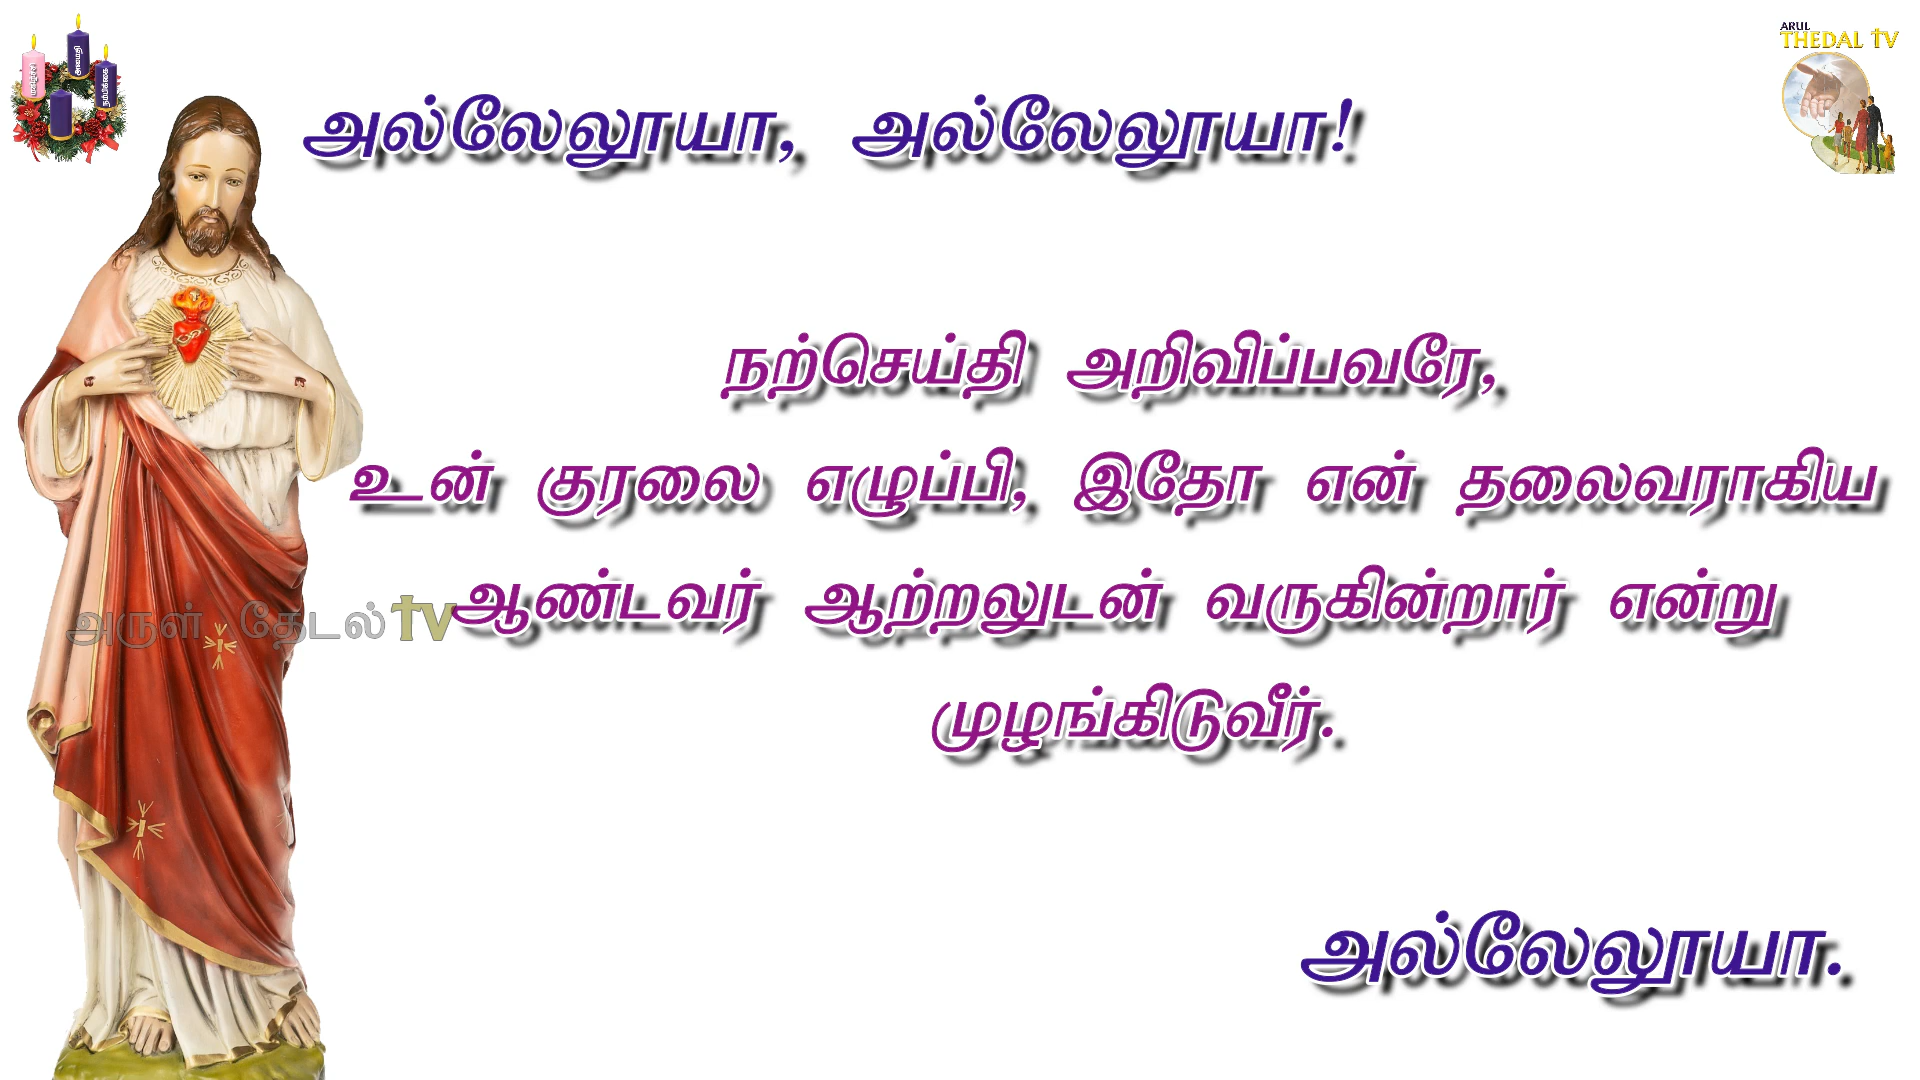 ARUL
THEDAL TV
அல்லேலூயா, அல்லேலூயா!
நற்செய்தி அறிவிப்பவரே,
உன் குரலை எழுப்பி, இதோ என் தலைவராகிய
ஆண்டவர் ஆற்றலுடன் வருகின்றார் என்று
முழங்கிடுவீர்.
அருள் தேடல் TV
அல்லேலூயா.